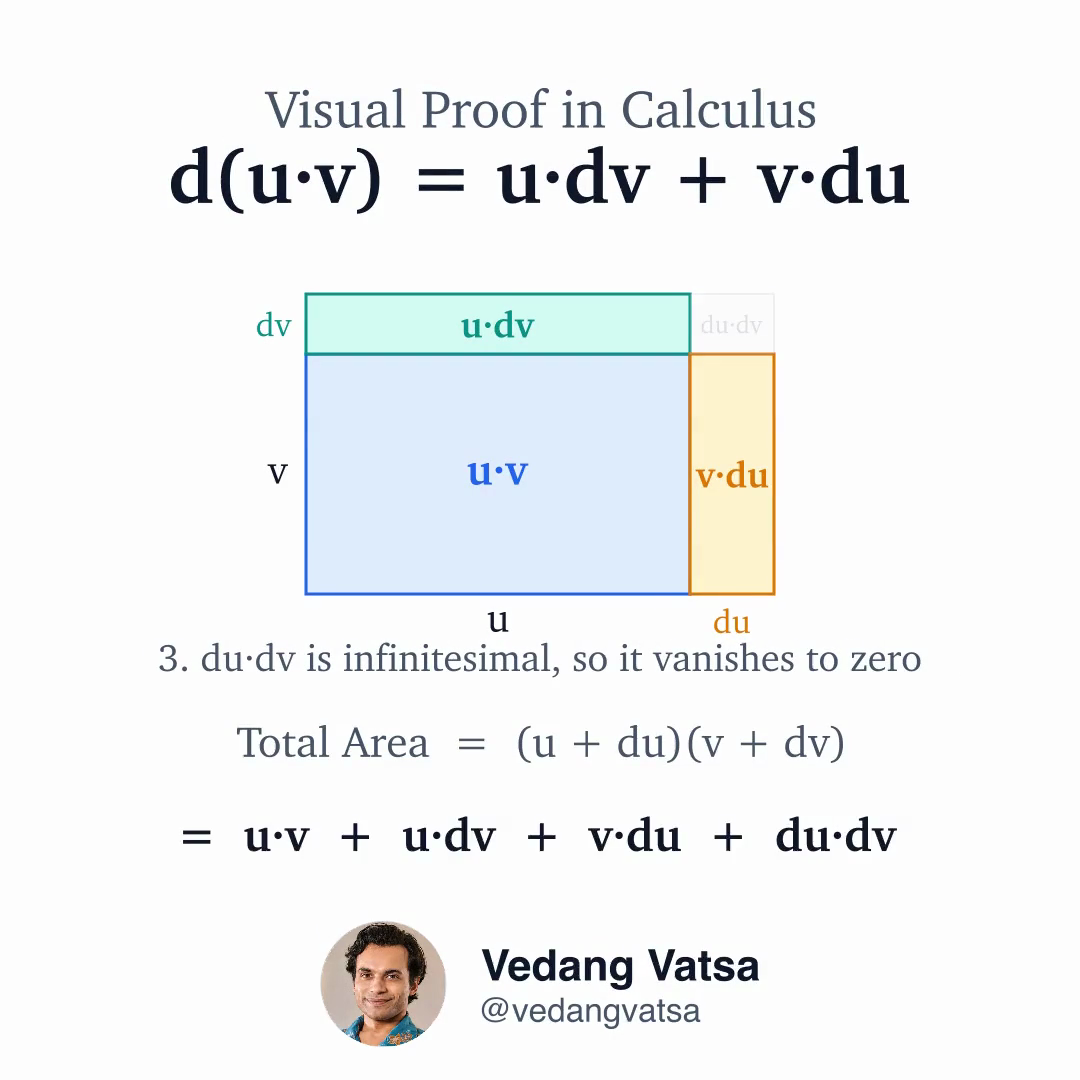 Visual Proof in Calculus
d(u·v) = u·dv + v·du
dv
u·dv
du·dv
v
u·v
v·du
u
du
3. du·dv is infinitesimal, so it vanishes to zero
Total Area = (u + du)(v + dv)
= u·v + u·dv + v·du + du·dv
Vedang Vatsa
@vedangvatsa